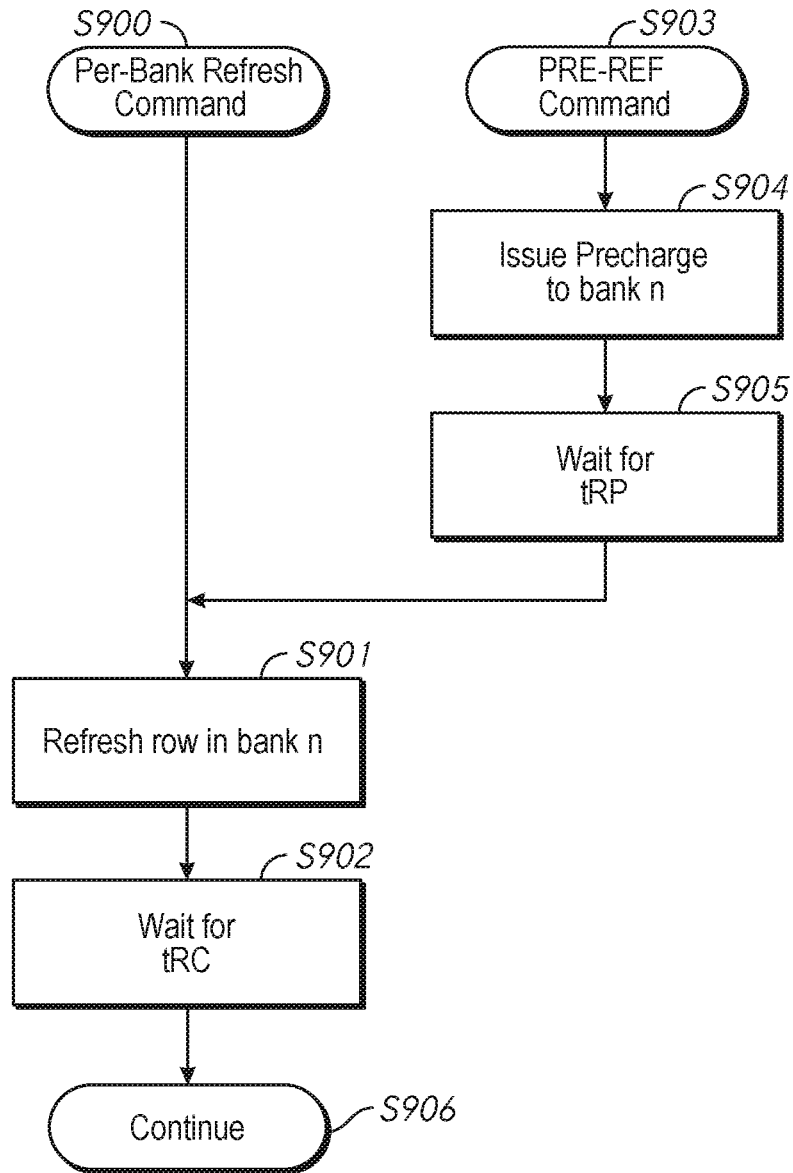 S900
Per-Bank Refresh
Command
S903
PRE-REF
Command
S904
Issue Precharge
to bank n
S905
Wait for
tRP
S901
Refresh row in bank n
S902
Wait for
tRC
Continue
S906